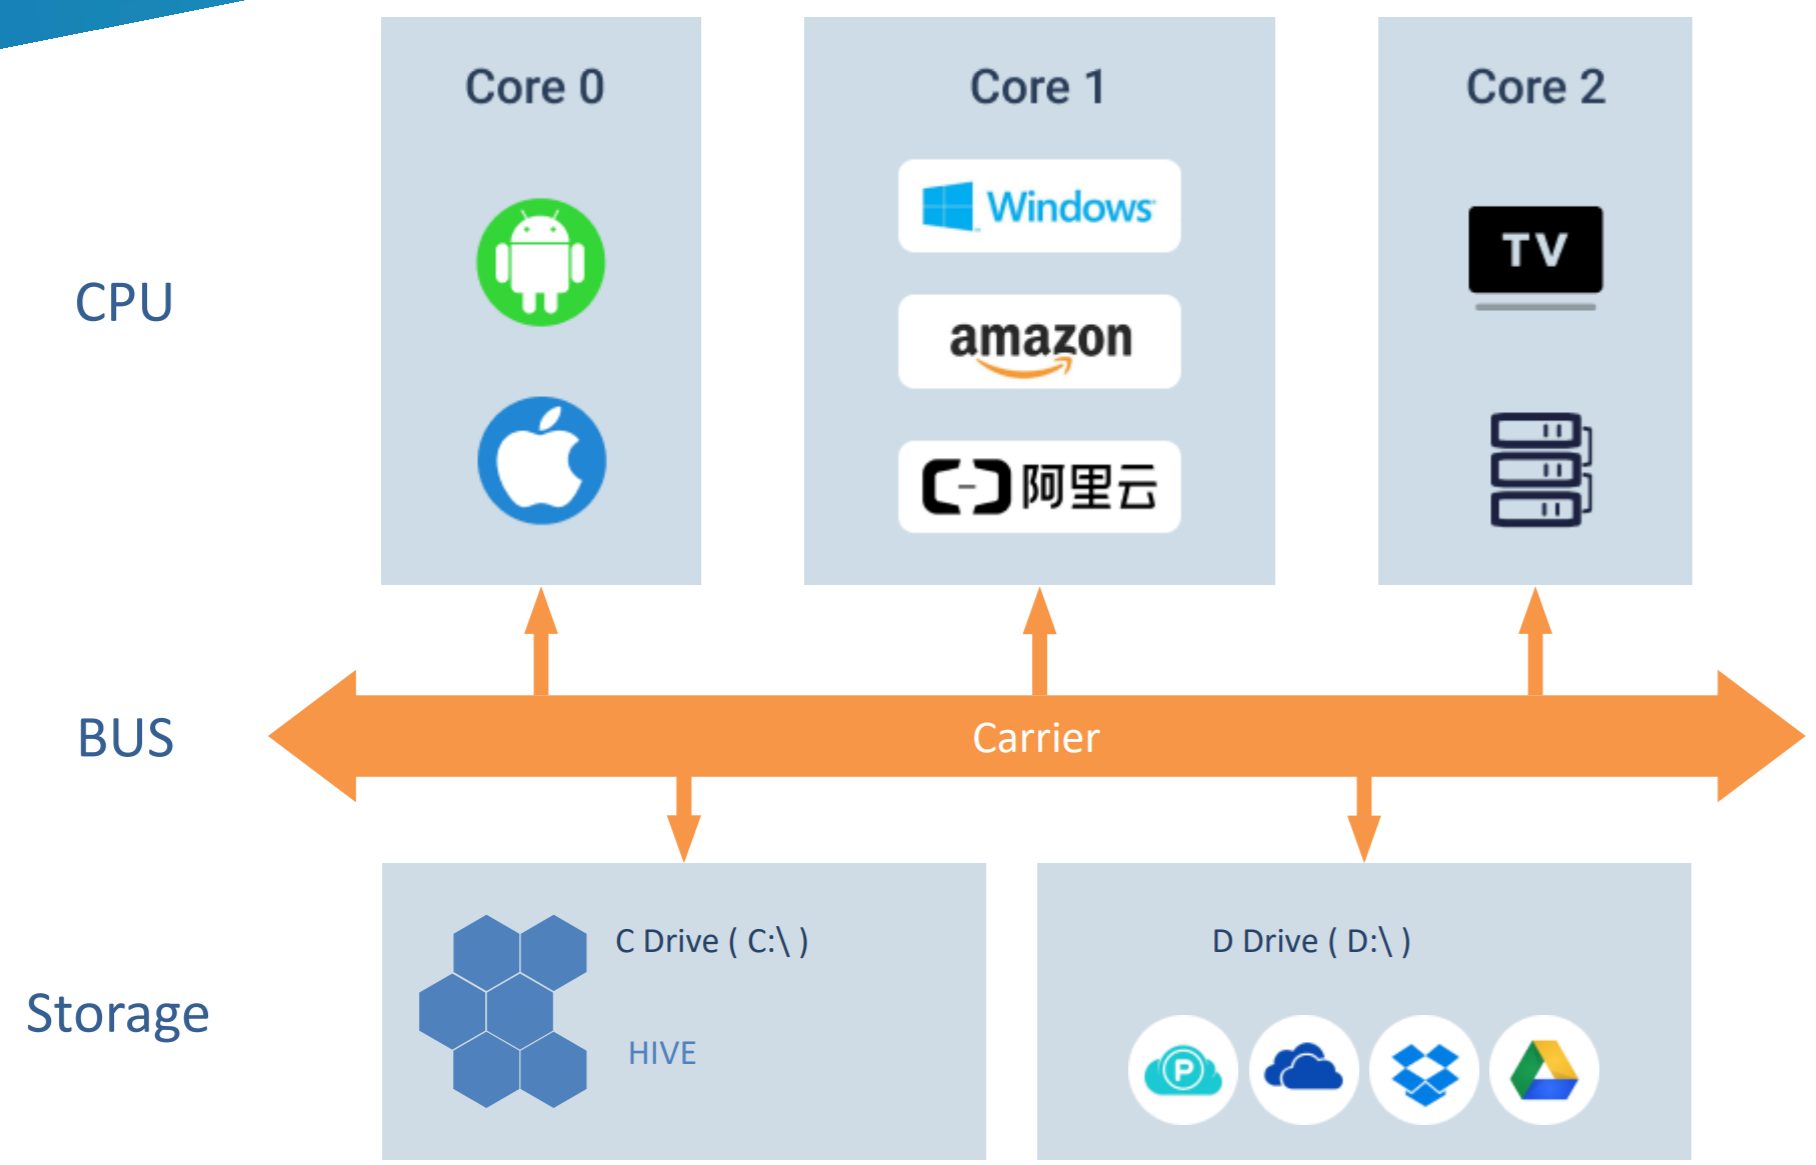 Core 0
Core 1
Core 2
Windows
TV
amazon
CPU
阿里云
BUS
Carrier
C Drive ( C:\ )
D Drive ( D:\ )
Storage
HIVE
P